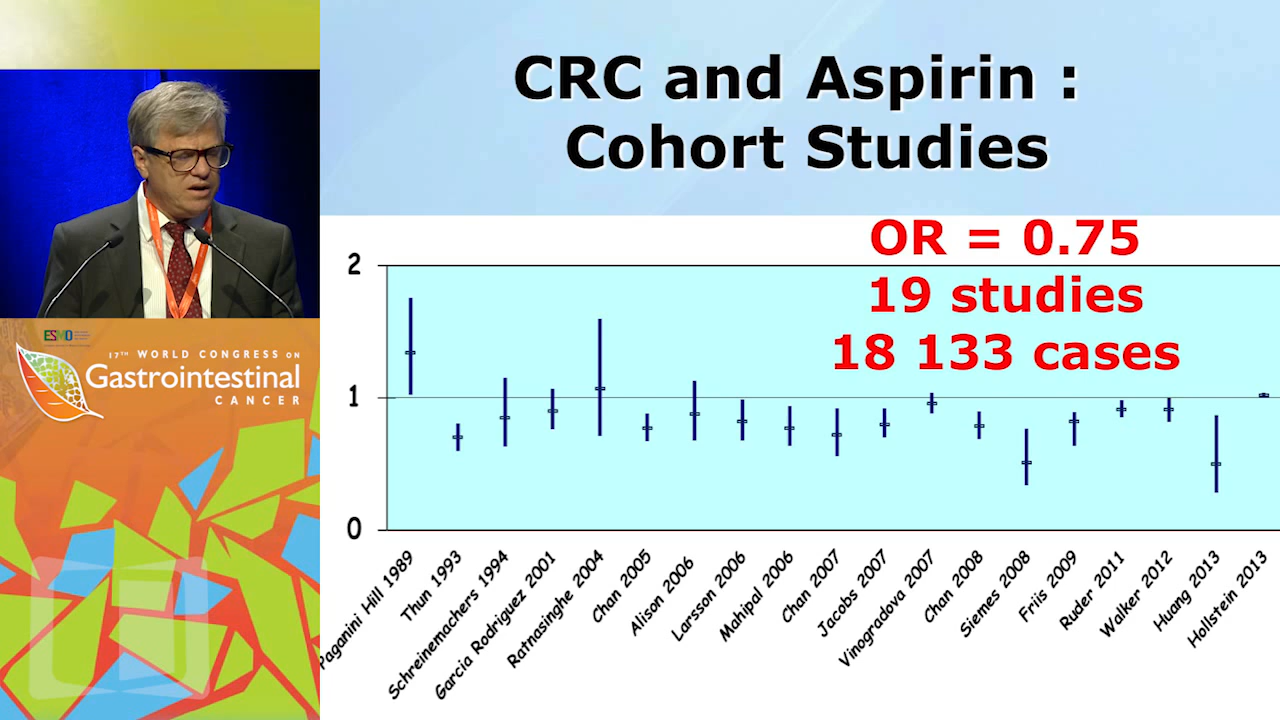 CRC and Aspirin :
Cohort Studies
OR = 0.75
19 studies
18 133 cases
2
1
0
Paganini Hill 1989
Thun 1993
Schreinemachers 1994
Garcia Rodriguez 2001
Ratnasinghe 2004
Chan 2005
Alison 2006
Larsson 2006
Mahipal 2006
Chan 2007
Jacobs 2007
Vinogradova 2007
Chan 2008
Siemes 2008
Friis 2009
Ruder 2011
Walker 2012
Huang 2013
Hollstein 2013
ESMO
17TH WORLD CONGRESS ON
Gastrointestinal
CANCER